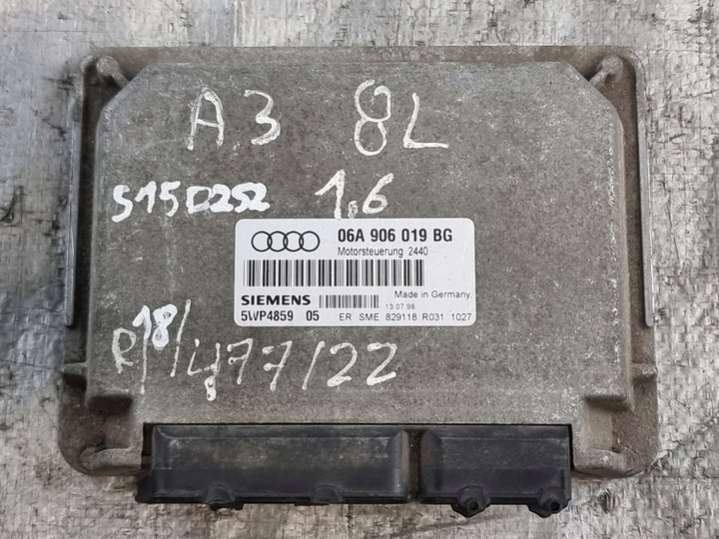 A3 8L
S15D252 1,6
06A 906 019 BG
Motorsteuerung 2440
SIEMENS Made in Germany
13.07.98
5WP4859 05 ER SME 829118 R031 1027
R/18/477/22